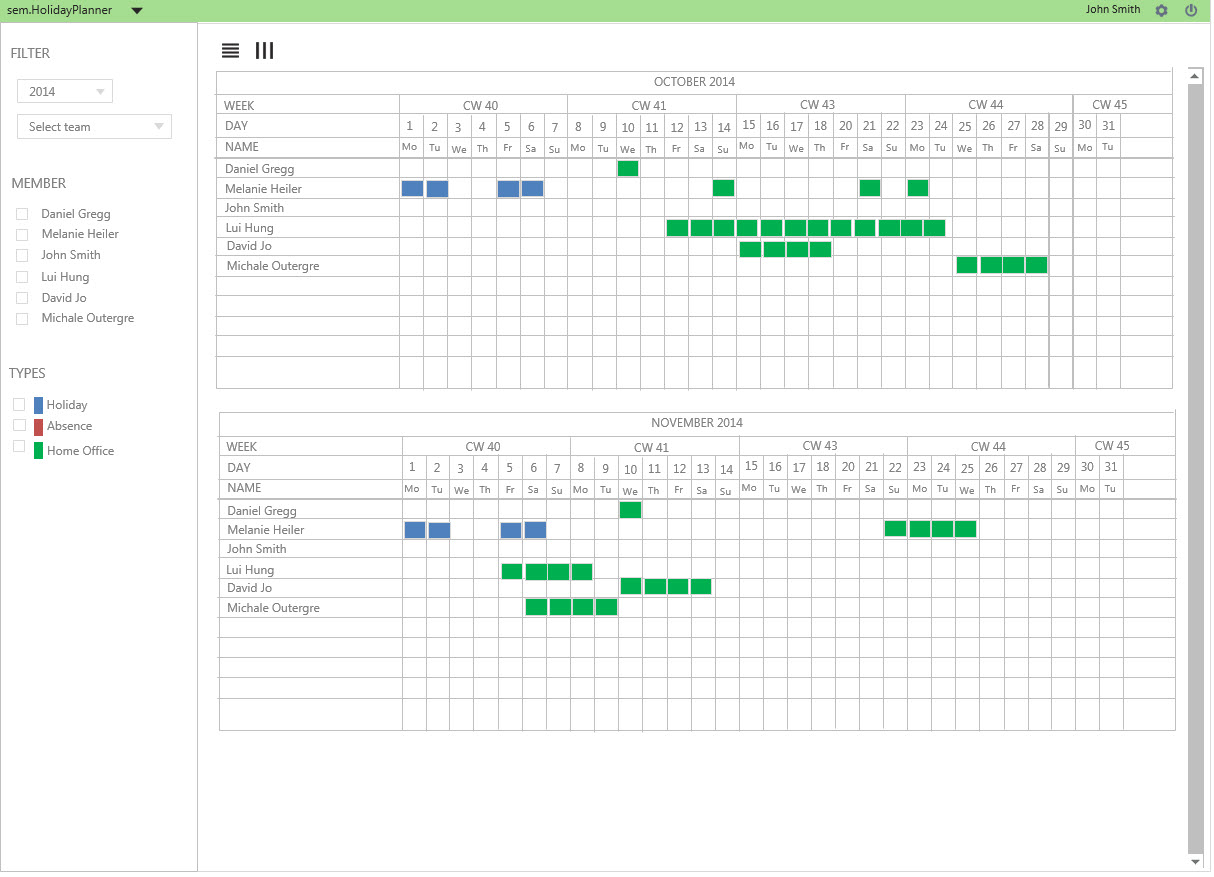 sem.HolidayPlanner
John Smith
FILTER
2014
Select team
MEMBER
Daniel Gregg
Melanie Heiler
John Smith
Lui Hung
David Jo
Michale Outergre
TYPES
Holiday
Absence
Home Office
OCTOBER 2014
WEEK CW 40 CW 41 CW 43 CW 44 CW 45
DAY 1 2 3 4 5 6 7 8 9 10 11 12 13 14 15 16 17 18 20 21 22 23 24 25 26 27 28 29 30 31
NAME Mo Tu We Th Fr Sa Su Mo Tu We Th Fr Sa Su Mo Tu We Th Fr Sa Su Mo Tu We Th Fr Sa Su Mo Tu
Daniel Gregg
Melanie Heiler
John Smith
Lui Hung
David Jo
Michale Outergre
NOVEMBER 2014
WEEK CW 40 CW 41 CW 43 CW 44 CW 45
DAY 1 2 3 4 5 6 7 8 9 10 11 12 13 14 15 16 17 18 20 21 22 23 24 25 26 27 28 29 30 31
NAME Mo Tu We Th Fr Sa Su Mo Tu We Th Fr Sa Su Mo Tu We Th Fr Sa Su Mo Tu We Th Fr Sa Su Mo Tu
Daniel Gregg
Melanie Heiler
John Smith
Lui Hung
David Jo
Michale Outergre